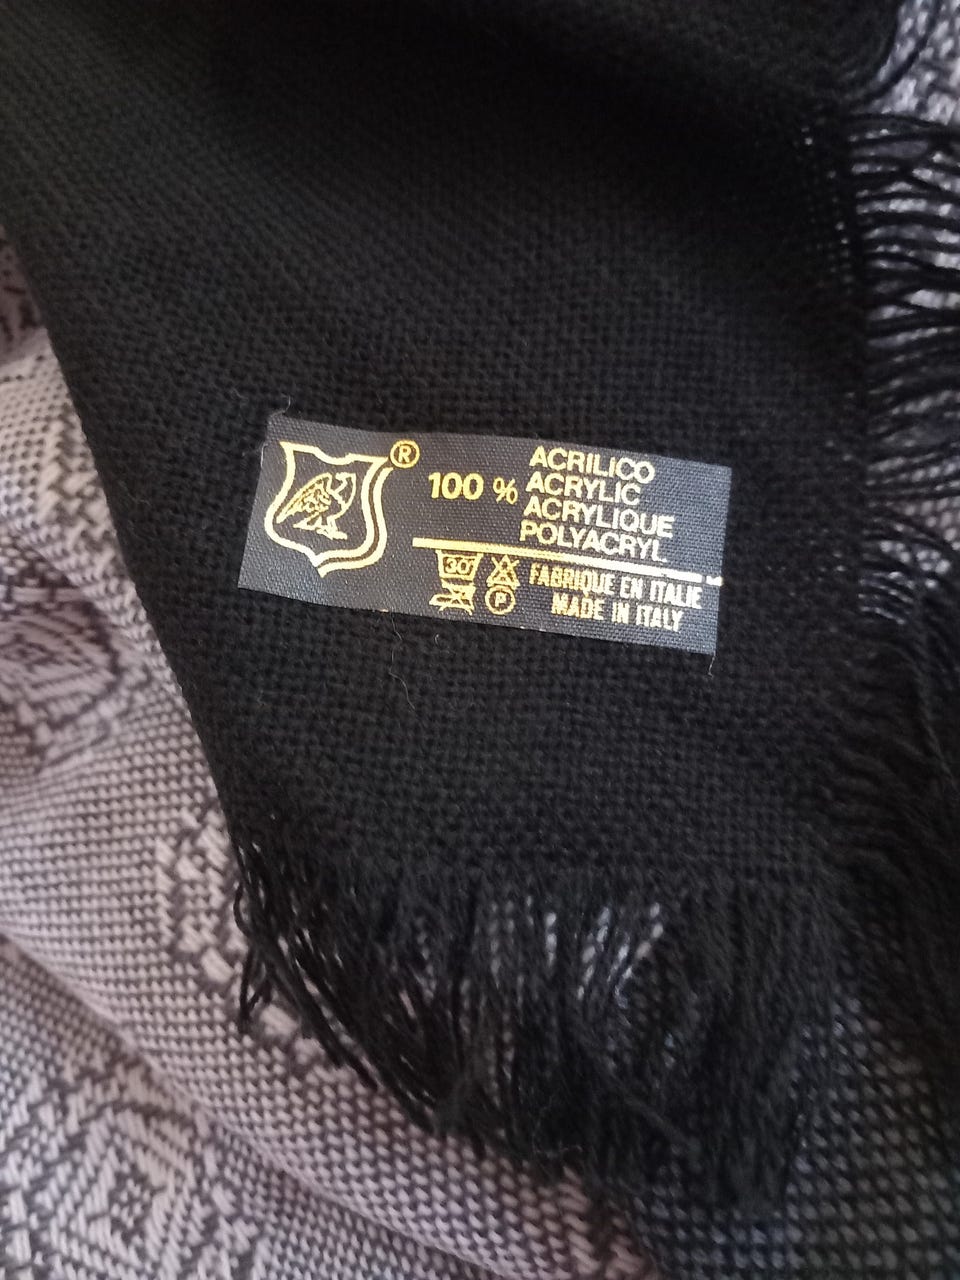 ®
100 %
ACRILICO
ACRYLIC
ACRYLIQUE
POLYACRYL
30°
P
FABRIQUE EN ITALIE
MADE IN ITALY